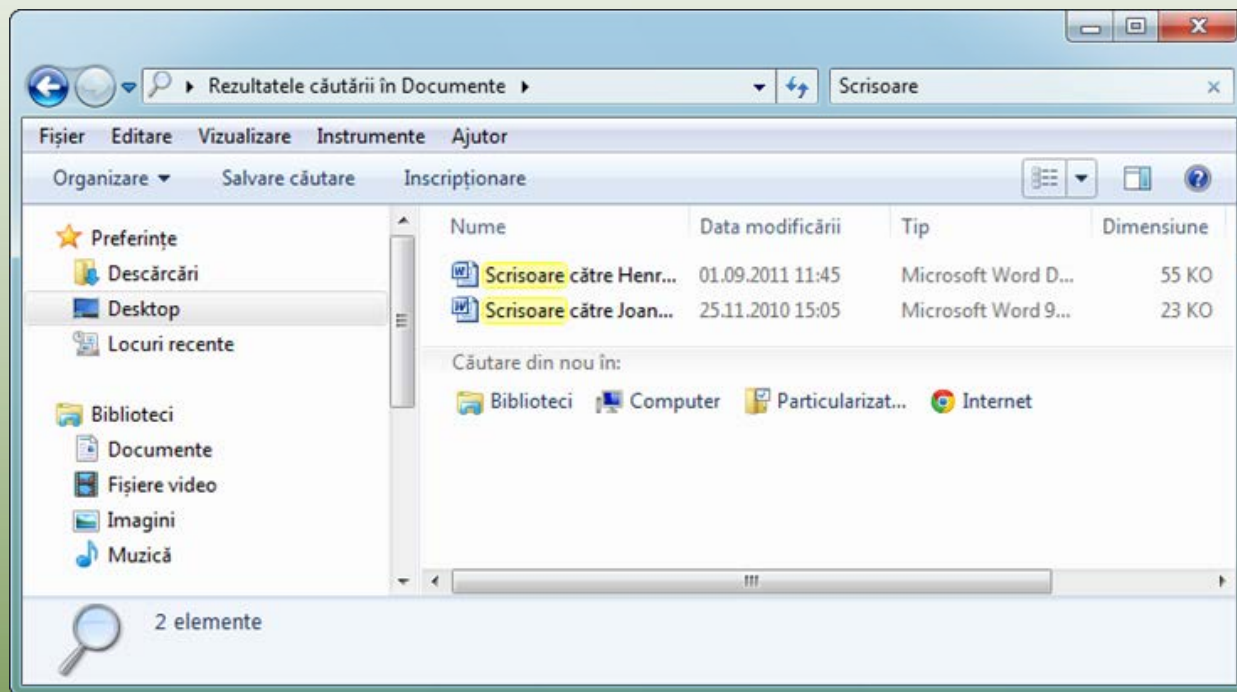 Rezultatele căutării în Documente
Scrisoare
Fișier Editare Vizualizare Instrumente Ajutor
Organizare Salvare căutare Inscripționare
Preferințe
Descărcări
Desktop
Locuri recente
Biblioteci
Documente
Fișiere video
Imagini
Muzică
Nume Data modificării Tip Dimensiune
Scrisoare către Henr... 01.09.2011 11:45 Microsoft Word D... 55 KO
Scrisoare către Joan... 25.11.2010 15:05 Microsoft Word 9... 23 KO
Căutare din nou în:
Biblioteci Computer Particularizat... Internet
2 elemente